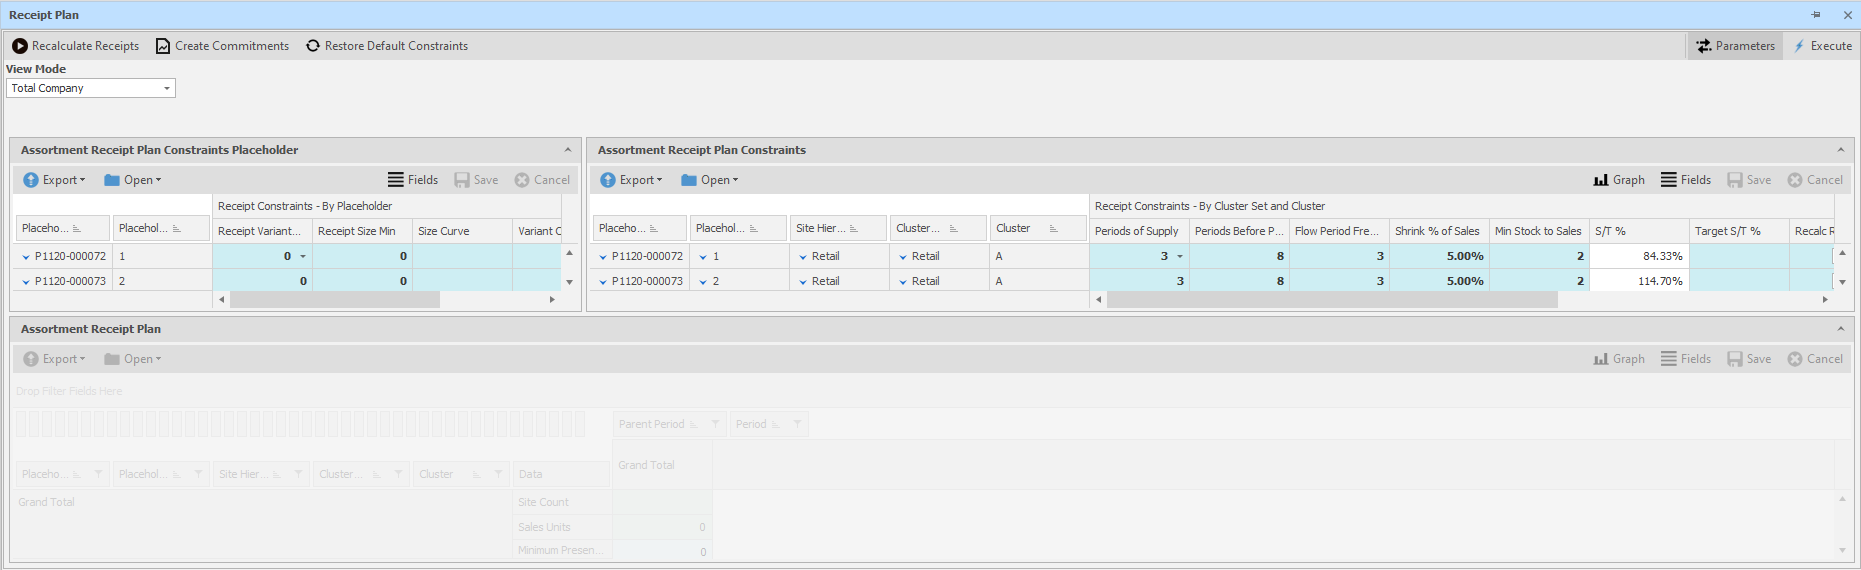 Receipt Plan
Recalculate Receipts Create Commitments Restore Default Constraints Parameters Execute
View Mode
Total Company
Assortment Receipt Plan Constraints Placeholder
Export Open Fields Save Cancel
Receipt Constraints - By Placeholder
Placeho... Placehol... Receipt Variant... Receipt Size Min Size Curve Variant C
P1120-000072 1 0 0
P1120-000073 2 0 0
Assortment Receipt Plan Constraints
Export Open Graph Fields Save Cancel
Receipt Constraints - By Cluster Set and Cluster
Placeho... Placehol... Site Hier... Cluster... Cluster Periods of Supply Periods Before P... Flow Period Fre... Shrink % of Sales Min Stock to Sales S/T % Target S/T % Recalc R
P1120-000072 1 Retail Retail A 3 8 3 5.00% 2 84.33%
P1120-000073 2 Retail Retail A 3 8 3 5.00% 2 114.70%
Assortment Receipt Plan
Export Open Graph Fields Save Cancel
Drop Filter Fields Here
Parent Period Period
Grand Total
Placeho... Placehol... Site Hier... Cluster... Cluster Data
Grand Total Site Count
Sales Units 0
Minimum Presen... 0